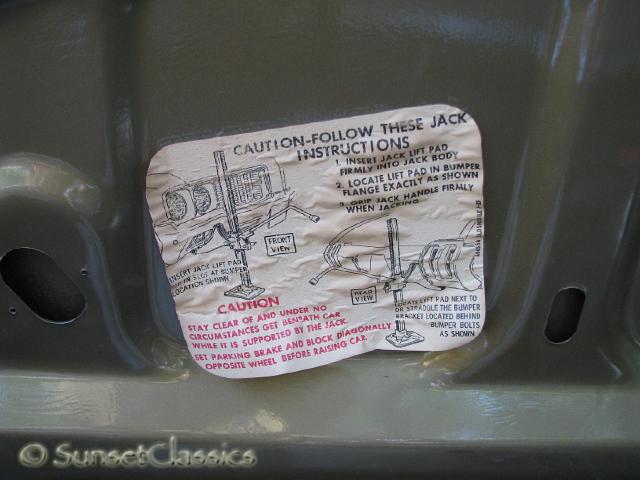 CAUTION-FOLLOW THESE JACK
INSTRUCTIONS
1. INSERT JACK LIFT PAD
FIRMLY INTO JACK BODY
2. LOCATE LIFT PAD IN BUMPER
FLANGE EXACTLY AS SHOWN
3. GRIP JACK HANDLE FIRMLY
WHEN JACKING
FRONT
VIEW
INSERT JACK LIFT PAD
LIP IN SLOT AT BUMPER
LOCATION SHOWN
REAR
VIEW
LOCATE LIFT PAD NEXT TO
OR STRADDLE THE BUMPER
BRACKET LOCATED BEHIND
BUMPER BOLTS
AS SHOWN
CAUTION
STAY CLEAR OF AND UNDER NO
CIRCUMSTANCES GET BENEATH CAR
WHILE IT IS SUPPORTED BY THE JACK.
SET PARKING BRAKE AND BLOCK DIAGONALLY
OPPOSITE WHEEL BEFORE RAISING CAR.
© SunsetClassics